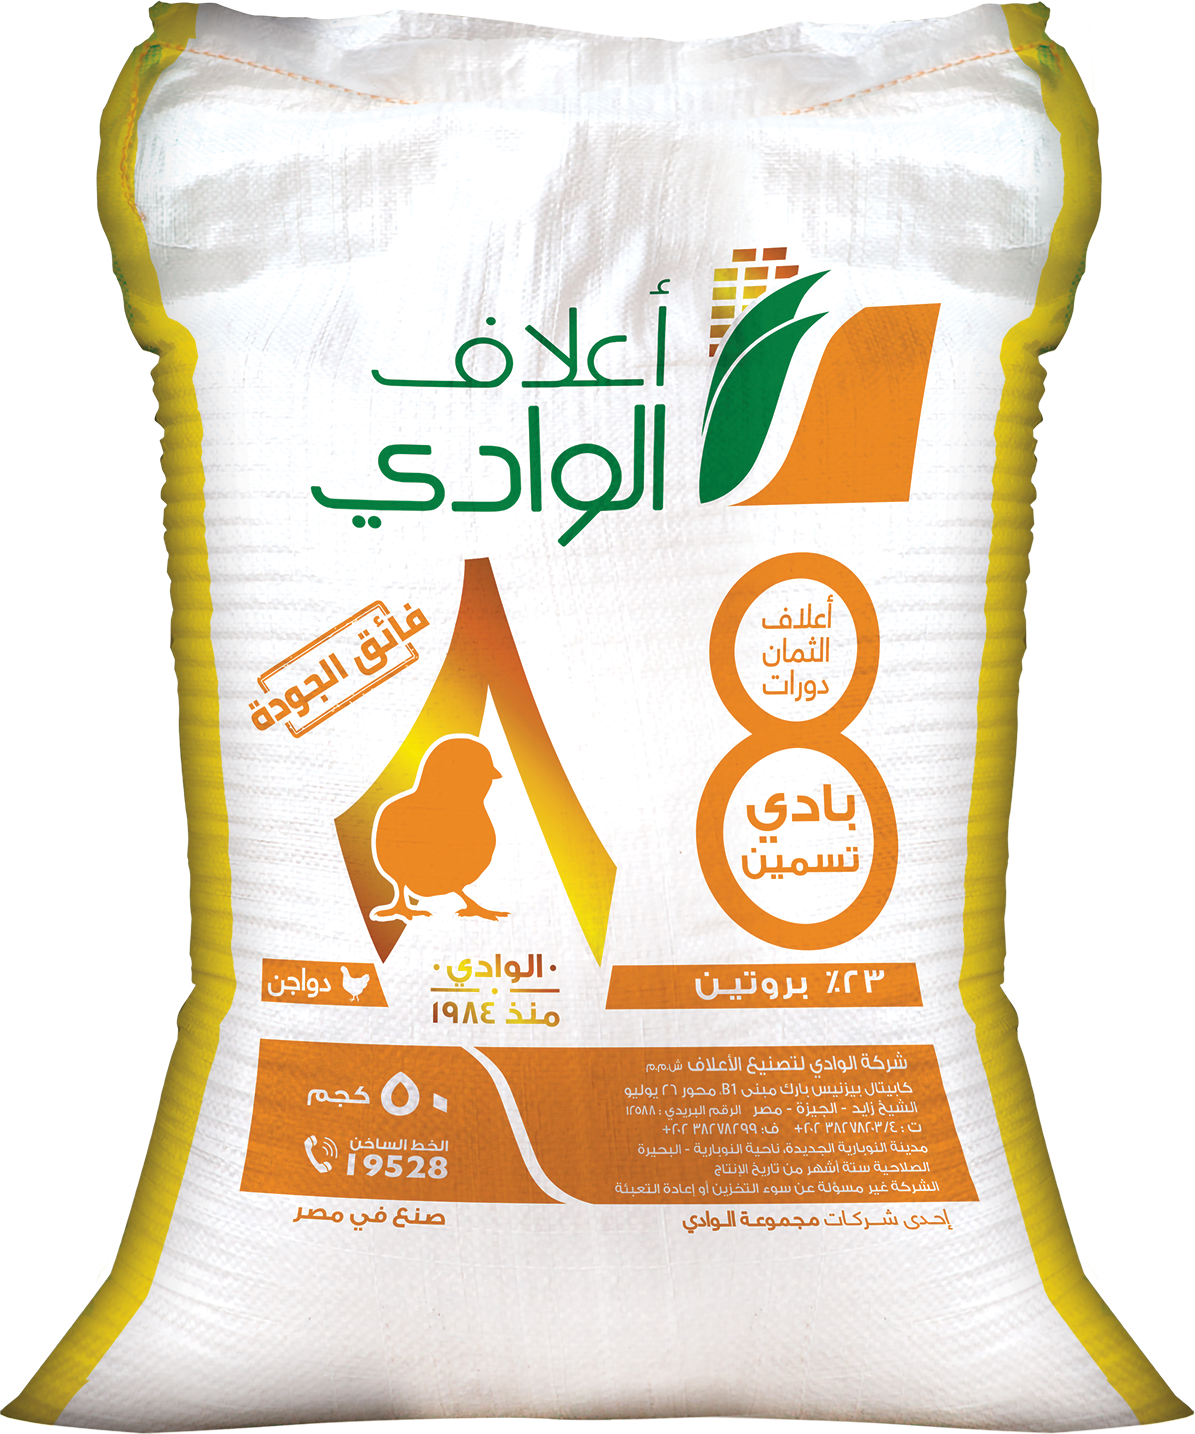 أعلاف
الوادي
8
أعلاف
الثمان
دورات
بادي
تسمين
٨
فائق الجودة
٢٣٪ بروتين
· الوادي ·
منذ ١٩٨٤
دواجن
شركة الوادي لتصنيع الأعلاف ش.م.م
كابيتال بيزنيس بارك مبنى B1، محور ٢٦ يوليو
الشيخ زايد - الجيزة - مصر الرقم البريدي : ١٢٥٨٨
ت : ٣٨٢٧٨٢٠٣/٤ ٢٠٢+ ف: ٣٨٢٧٨٢٩٩ ٢٠٢+
مدينة النوبارية الجديدة، ناحية النوبارية - البحيرة
الصلاحية ستة أشهر من تاريخ الإنتاج
الشركة غير مسؤلة عن سوء التخزين أو إعادة التعبئة
٥٠ كجم
الخط الساخن
19528
إحدى شركات مجموعة الوادي
صنع في مصر